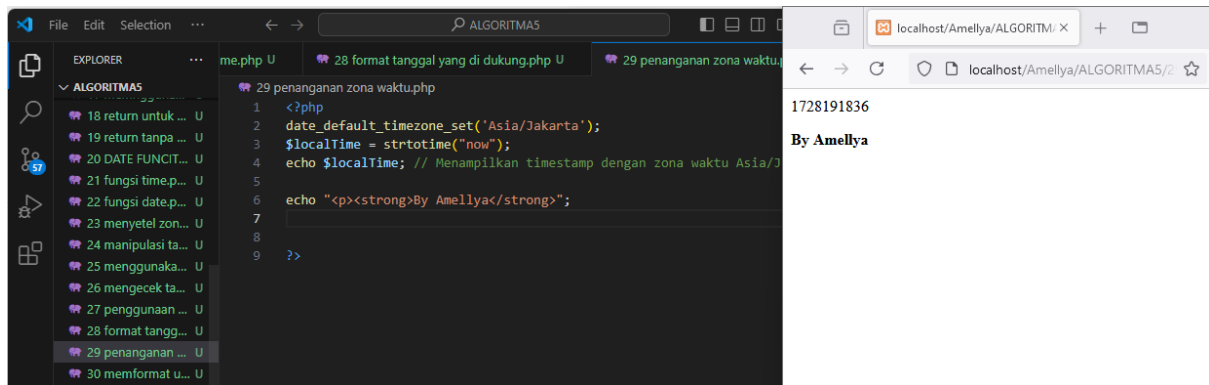 File Edit Selection ...
ALGORITMA5
EXPLORER ...
ALGORITMA5
18 return untuk ... U
19 return tanpa ... U
20 DATE FUNCIT... U
21 fungsi time.p... U
22 fungsi date.p... U
23 menyetel zon... U
24 manipulasi ta... U
25 menggunaka... U
26 mengecek ta... U
27 penggunaan ... U
28 format tangg... U
29 penanganan ... U
30 memformat u... U
57
me.php U
28 format tanggal yang di dukung.php U
29 penanganan zona waktu.p
29 penanganan zona waktu.php
1 <?php
2 date_default_timezone_set('Asia/Jakarta');
3 $localTime = strtotime("now");
4 echo $localTime; // Menampilkan timestamp dengan zona waktu Asia/J
5
6 echo "<p><strong>By Amellya</strong>";
7
8
9 ?>
localhost/Amellya/ALGORITM/
localhost/Amellya/ALGORITMA5/2
1728191836
By Amellya